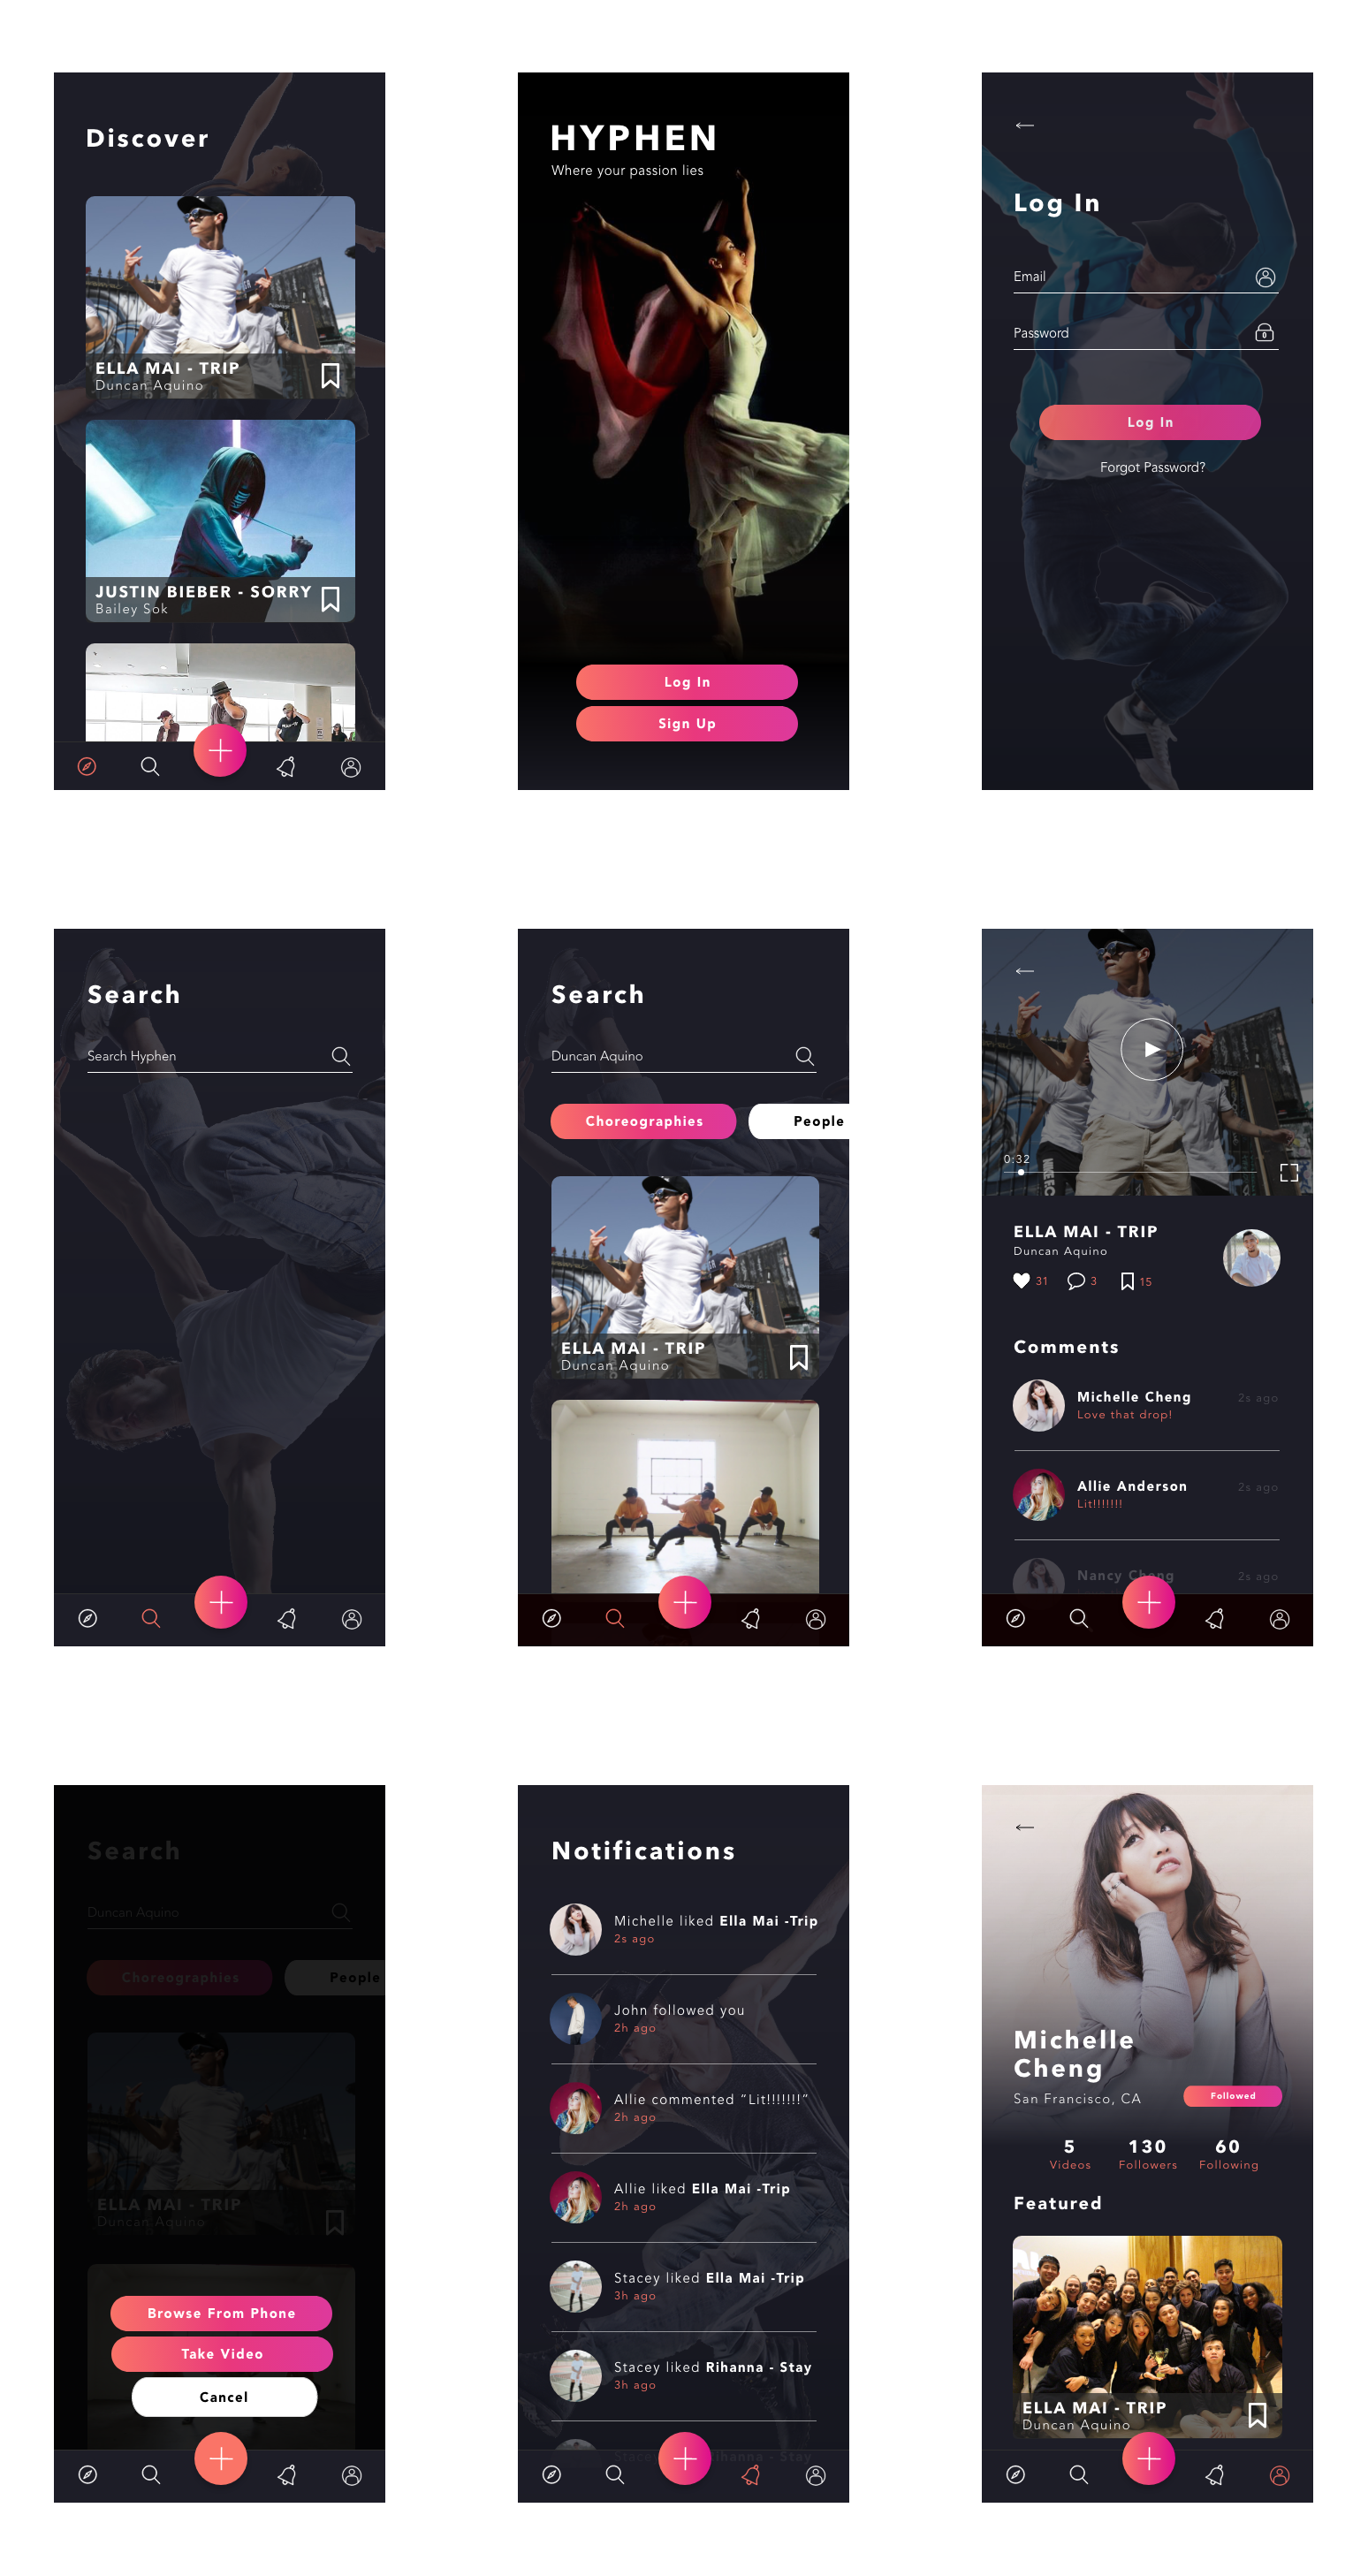 Discover
ELLA MAI - TRIP
Duncan Aquino
JUSTIN BIEBER - SORRY
Bailey Sok
HYPHEN
Where your passion lies
Log In
Sign Up
Log In
Email
Password
Log In
Forgot Password?
Search
Search Hyphen
Search
Duncan Aquino
Choreographies People
ELLA MAI - TRIP
Duncan Aquino
0:32
ELLA MAI - TRIP
Duncan Aquino
31 3 15
Comments
Michelle Cheng 2s ago
Love that drop!
Allie Anderson 2s ago
Lit!!!!!!!
Nancy Cheng 2s ago
Search
Duncan Aquino
Choreographies People
ELLA MAI - TRIP
Duncan Aquino
Browse From Phone
Take Video
Cancel
Notifications
Michelle liked Ella Mai -Trip
2s ago
John followed you
2h ago
Allie commented “Lit!!!!!!!”
2h ago
Allie liked Ella Mai -Trip
2h ago
Stacey liked Ella Mai -Trip
3h ago
Stacey liked Rihanna - Stay
3h ago
Michelle
Cheng
San Francisco, CA Followed
5 130 60
Videos Followers Following
Featured
ELLA MAI - TRIP
Duncan Aquino